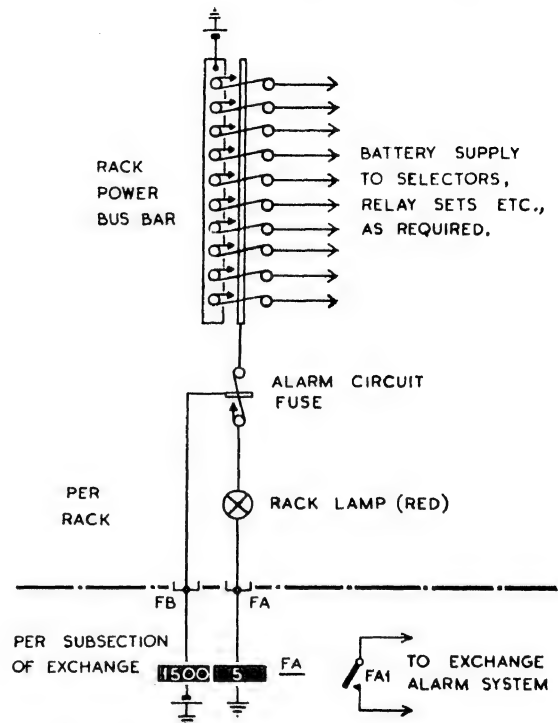 RACK
POWER
BUS BAR
BATTERY SUPPLY
TO SELECTORS,
RELAY SETS ETC.,
AS REQUIRED.
ALARM CIRCUIT
FUSE
PER
RACK
RACK LAMP (RED)
FB
FA
PER SUBSECTION
OF EXCHANGE
1500
5
FA
FA1
TO EXCHANGE
ALARM SYSTEM